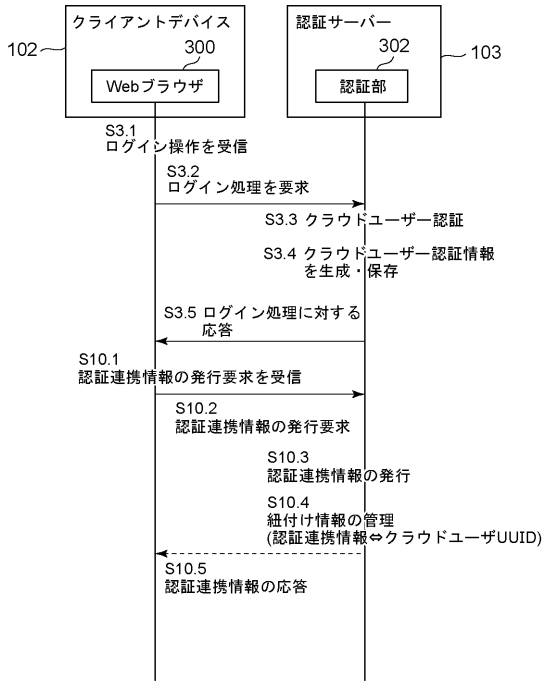 クライアントデバイス
認証サーバー
102
300
302
103
Webブラウザ
認証部
S3.1
ログイン操作を受信
S3.2
ログイン処理を要求
S3.3 クラウドユーザー認証
S3.4 クラウドユーザー認証情報
を生成・保存
S3.5 ログイン処理に対する
応答
S10.1
認証連携情報の発行要求を受信
S10.2
認証連携情報の発行要求
S10.3
認証連携情報の発行
S10.4
紐付け情報の管理
(認証連携情報⇔クラウドユーザUUID)
S10.5
認証連携情報の応答